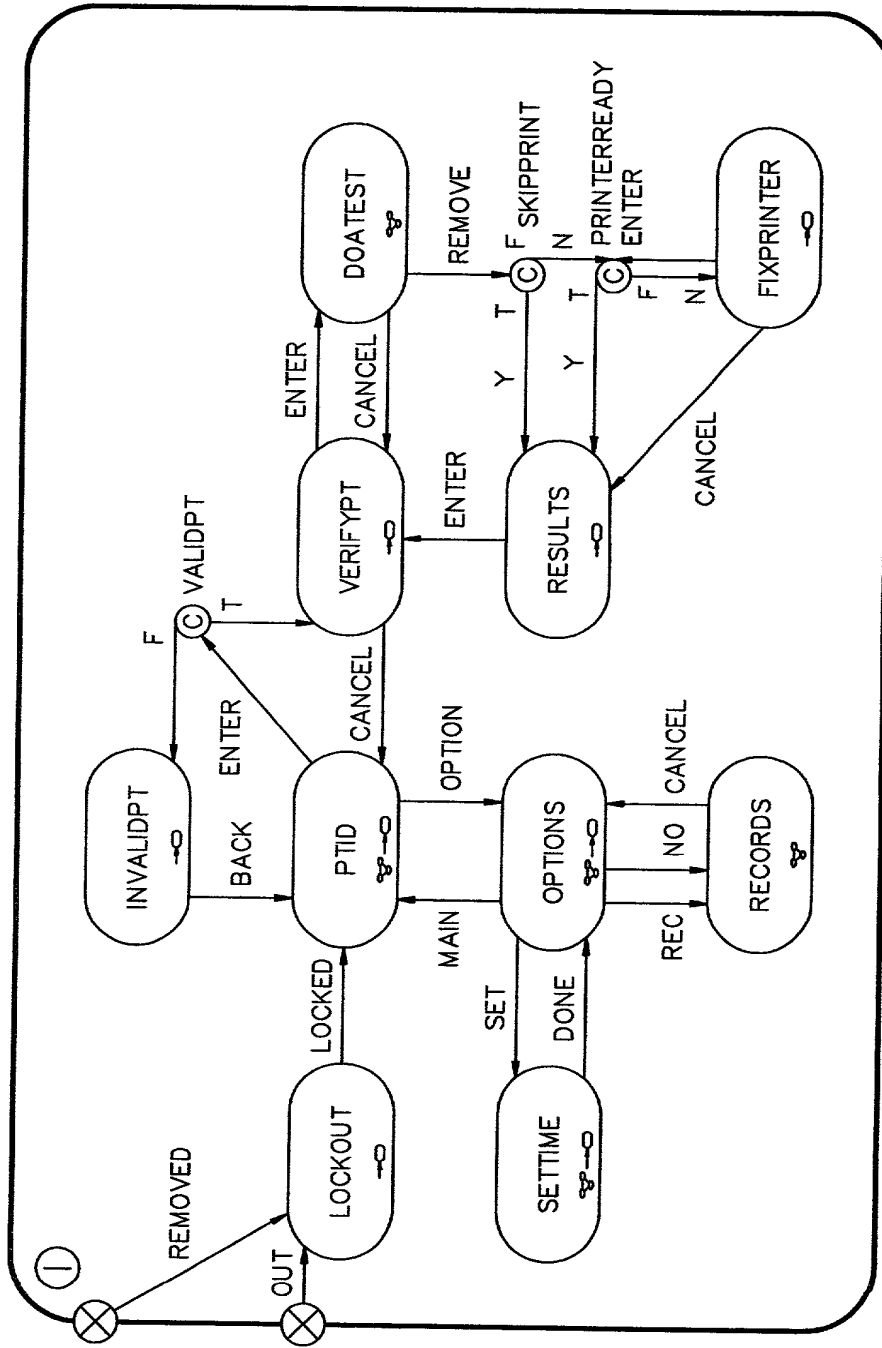 REMOVED
OUT
LOCKOUT
LOCKED
INVALIDPT
BACK
F
C
VALIDPT
T
ENTER
PTID
CANCEL
VERIFYPT
ENTER
CANCEL
DOATEST
OPTION
MAIN
SET
DONE
SETTIME
OPTIONS
REC
NO
CANCEL
RECORDS
ENTER
RESULTS
REMOVE
C
F
SKIPPRINT
T
N
Y
C
T
PRINTERREADY
ENTER
Y
F
N
CANCEL
FIXPRINTER